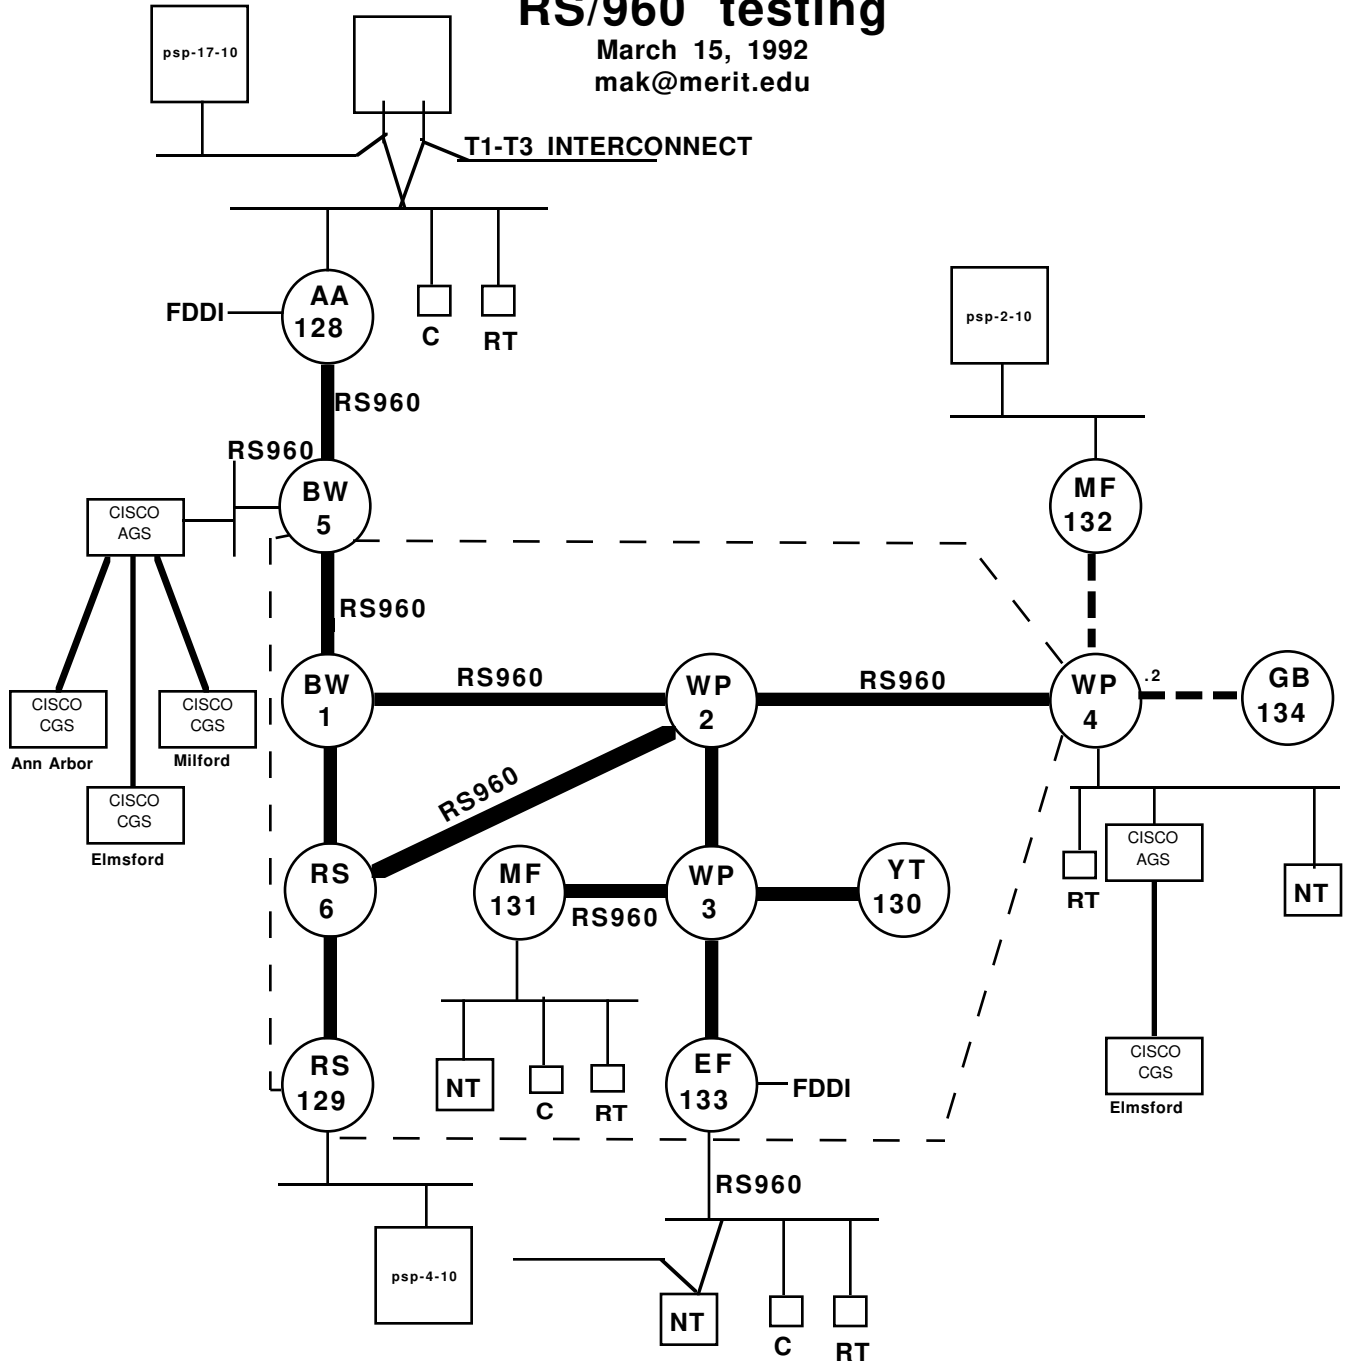 RS/960 testing
March 15, 1992
mak@merit.edu
psp-17-10
T1-T3 INTERCONNECT
FDDI
AA
128
C
RT
psp-2-10
RS960
RS960
BW
5
CISCO
AGS
MF
132
RS960
CISCO
CGS
Ann Arbor
CISCO
CGS
Milford
BW
1
RS960
WP
2
RS960
WP
4
.2
GB
134
CISCO
CGS
Elmsford
RS960
RS
6
MF
131
RS960
WP
3
YT
130
RT
CISCO
AGS
NT
RS
129
NT
C
RT
EF
133
FDDI
CISCO
CGS
Elmsford
RS960
psp-4-10
NT
C
RT